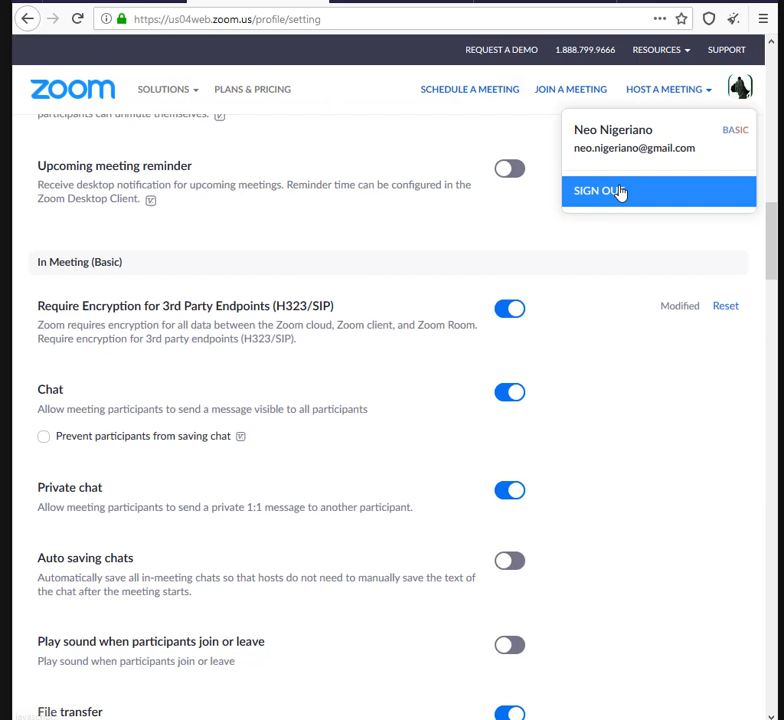 https://us04web.zoom.us/profile/setting
REQUEST A DEMO 1.888.799.9666 RESOURCES SUPPORT
zoom SOLUTIONS PLANS & PRICING SCHEDULE A MEETING JOIN A MEETING HOST A MEETING
participants can unmute themselves.
Neo Nigeriano BASIC
neo.nigeriano@gmail.com
SIGN OUT
Upcoming meeting reminder
Receive desktop notification for upcoming meetings. Reminder time can be configured in the
Zoom Desktop Client.
In Meeting (Basic)
Require Encryption for 3rd Party Endpoints (H323/SIP) Modified Reset
Zoom requires encryption for all data between the Zoom cloud, Zoom client, and Zoom Room.
Require encryption for 3rd party endpoints (H323/SIP).
Chat
Allow meeting participants to send a message visible to all participants
Prevent participants from saving chat
Private chat
Allow meeting participants to send a private 1:1 message to another participant.
Auto saving chats
Automatically save all in-meeting chats so that hosts do not need to manually save the text of
the chat after the meeting starts.
Play sound when participants join or leave
Play sound when participants join or leave
File transfer